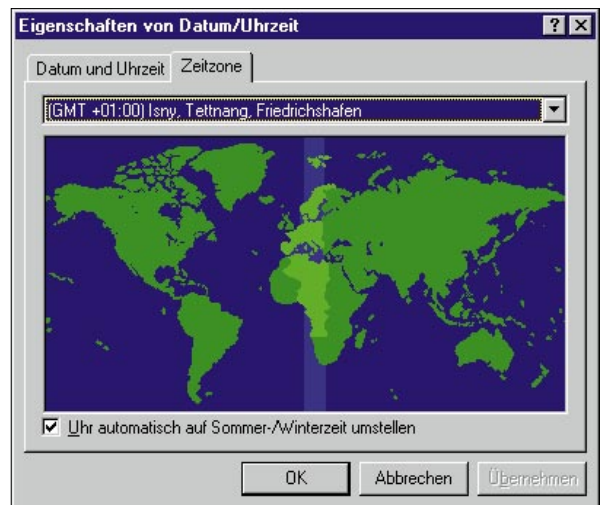 Eigenschaften von Datum/Uhrzeit
Datum und Uhrzeit Zeitzone
(GMT +01:00) Isny, Tettnang, Friedrichshafen
Uhr automatisch auf Sommer-/Winterzeit umstellen
OK Abbrechen Übernehmen